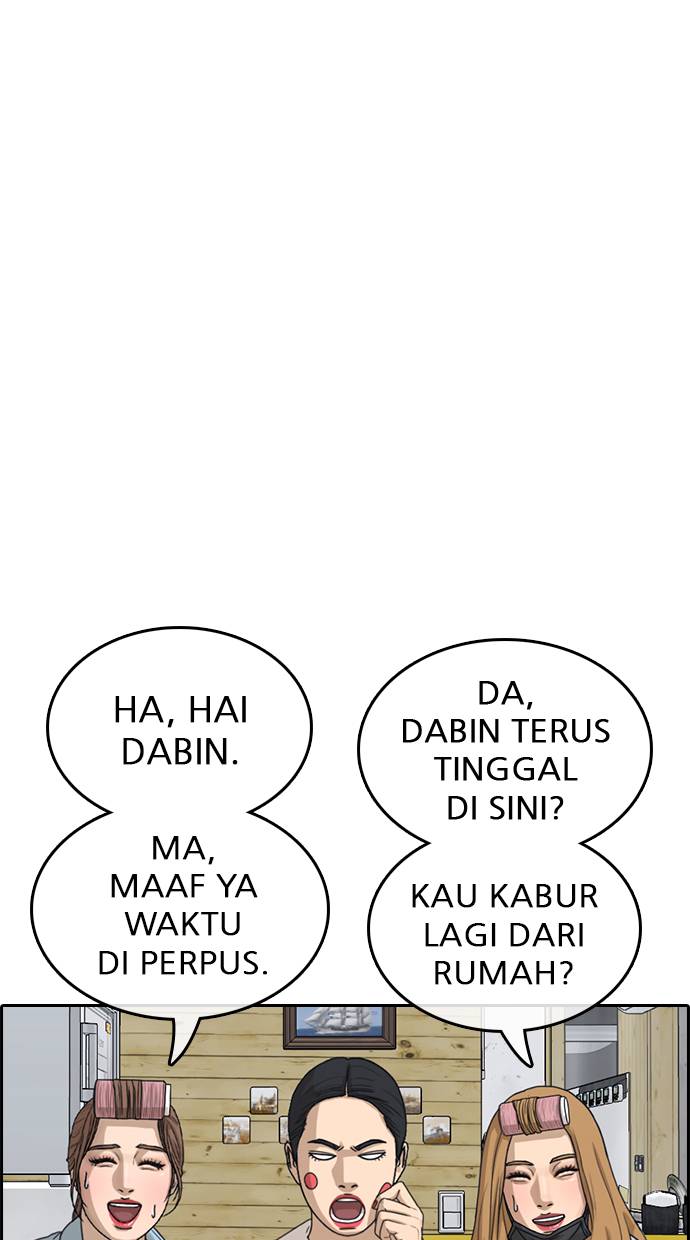 HA, HAI
DABIN.
MA,
MAAF YA
WAKTU
DI PERPUS.
DA,
DABIN TERUS
TINGGAL
DI SINI?
KAU KABUR
LAGI DARI
RUMAH?